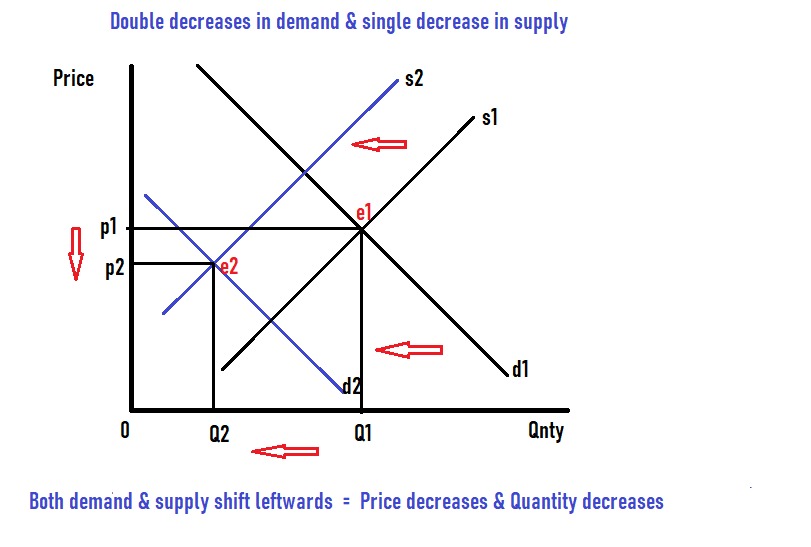 Double decreases in demand & single decrease in supply
Price
s2
s1
e1
p1
p2
e2
d1
d2
0
Q2
Q1
Qnty
Both demand & supply shift leftwards = Price decreases & Quantity decreases